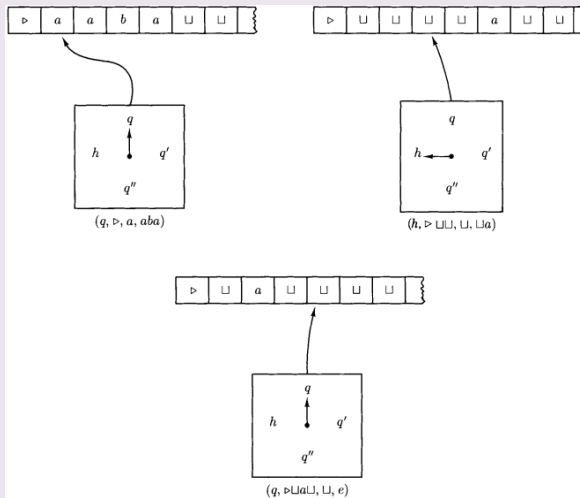 ▷ a a b a ⊔ ⊔
q
h q′
q″
(q, ▷, a, aba)
▷ ⊔ ⊔ ⊔ ⊔ a ⊔ ⊔
q
h q′
q″
(h, ▷⊔⊔, ⊔, ⊔a)
▷ ⊔ a ⊔ ⊔ ⊔ ⊔
q
h q′
q″
(q, ▷⊔a⊔, ⊔, e)